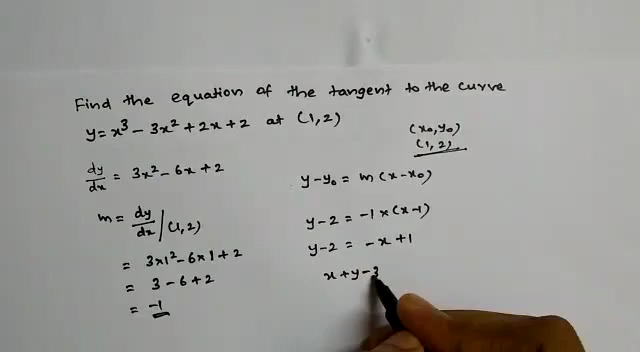 Find the equation of the tangent to the curve
y = x³ - 3x² + 2x + 2 at (1,2)
(x₀, y₀)
(1, 2)
dy/dx = 3x² - 6x + 2
m = dy/dx | (1,2)
= 3×1² - 6×1 + 2
= 3 - 6 + 2
= -1
y - y₀ = m (x - x₀)
y - 2 = -1 × (x - 1)
y - 2 = -x + 1
x + y - 3